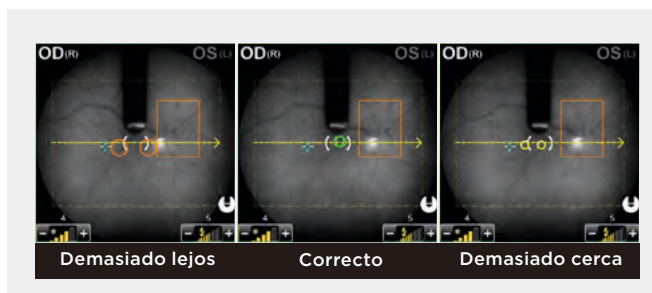 OD(R) OS(L) OD(R) OS(L) OD(R) OS(L)
4 5 4 5 4 5
- + - + - + - + - + - +
Demasiado lejos Correcto Demasiado cerca